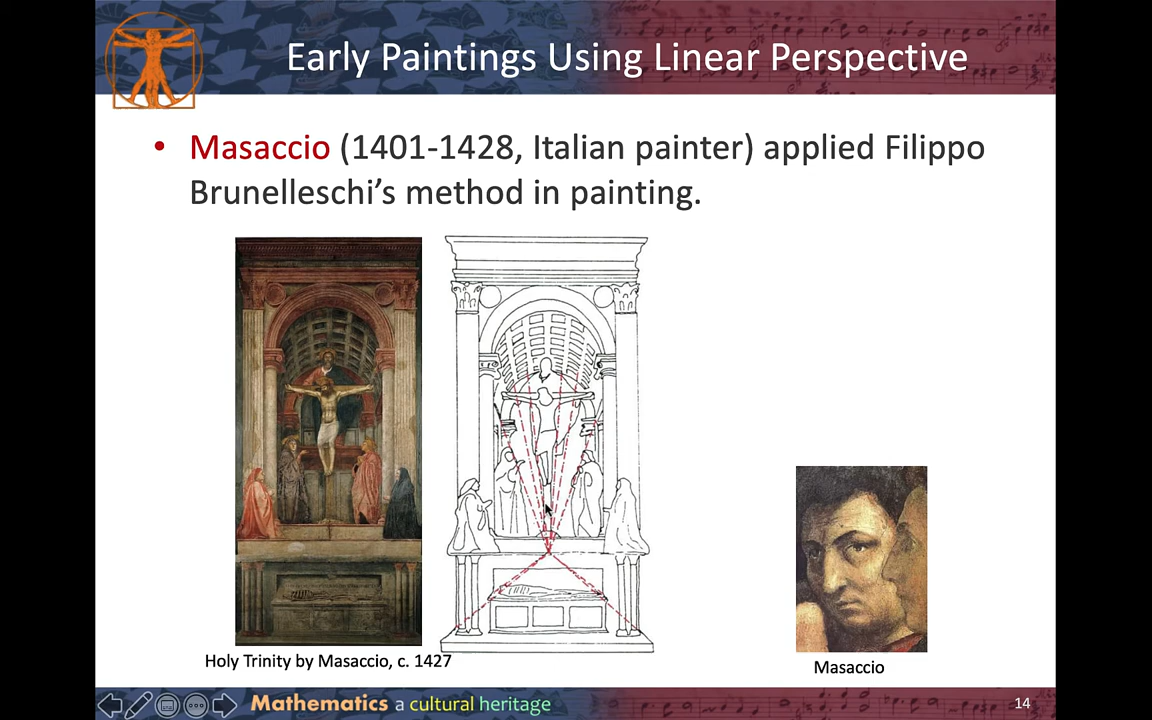 Early Paintings Using Linear Perspective
• Masaccio (1401-1428, Italian painter) applied Filippo
Brunelleschi’s method in painting.
Holy Trinity by Masaccio, c. 1427
Masaccio
Mathematics a cultural heritage
14